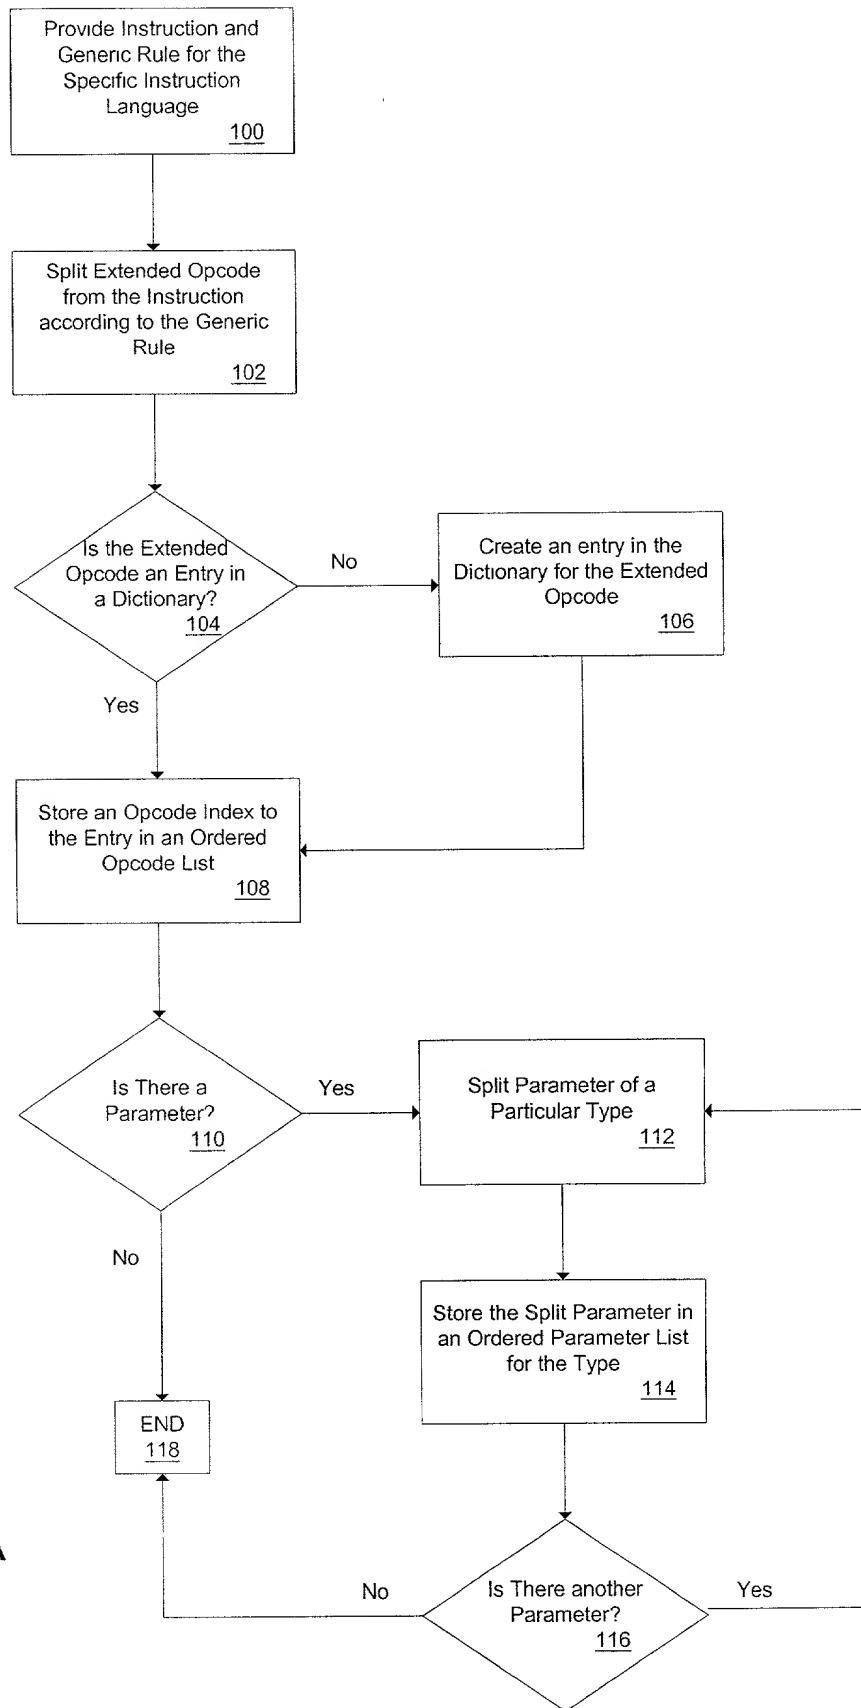 Provide Instruction and
Generic Rule for the
Specific Instruction
Language
100
Split Extended Opcode
from the Instruction
according to the Generic
Rule
102
Is the Extended
Opcode an Entry in
a Dictionary?
104
No
Create an entry in the
Dictionary for the Extended
Opcode
106
Yes
Store an Opcode Index to
the Entry in an Ordered
Opcode List
108
Is There a
Parameter?
110
Yes
Split Parameter of a
Particular Type
112
No
Store the Split Parameter in
an Ordered Parameter List
for the Type
114
END
118
No
Is There another
Parameter?
116
Yes